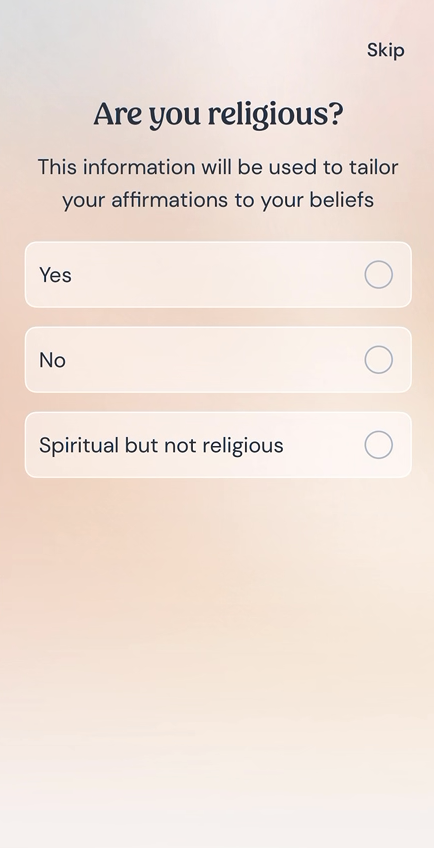 Skip
Are you religious?
This information will be used to tailor
your affirmations to your beliefs
Yes
No
Spiritual but not religious